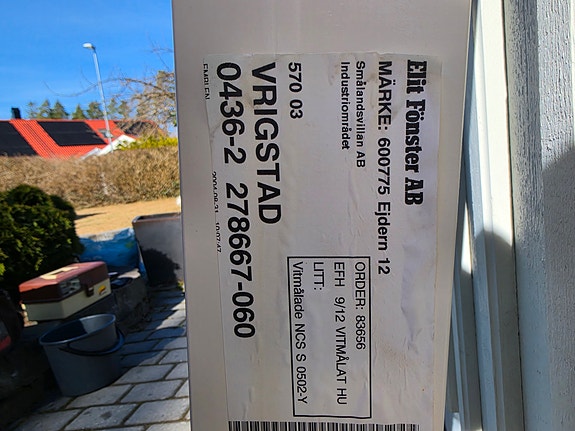 Elit Fönster AB
MÄRKE: 600775 Ejdern 12
Smålandsvillan AB
Industriområdet
570 03
VRIGSTAD
0436-2 278667-060
ORDER: 83656
EFH 9/12 VITMÅLAT HU
LITT:
Vitmålade NCS S 0502-Y